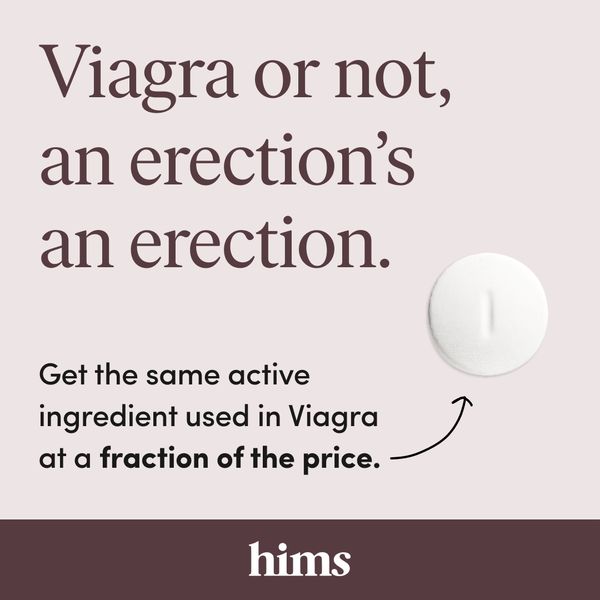 Viagra or not,
an erection’s
an erection.
Get the same active
ingredient used in Viagra
at a fraction of the price.
hims